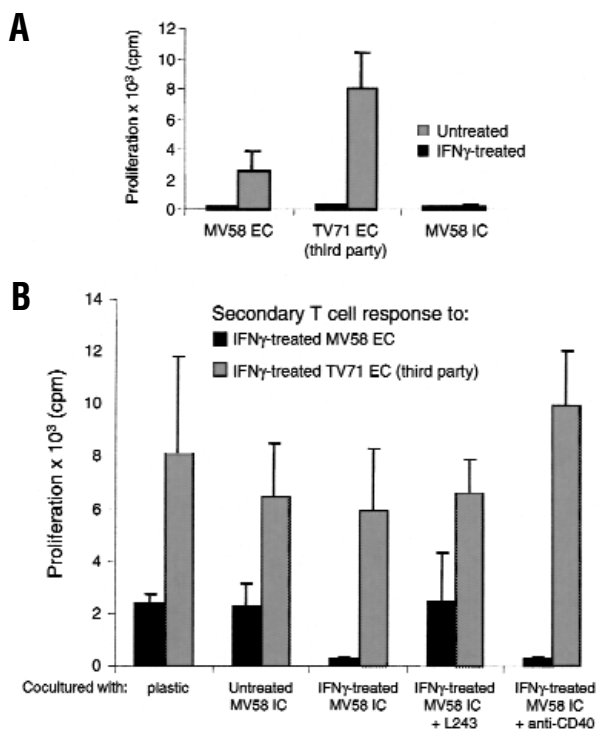 A
Proliferation x 10³ (cpm)
12
10
8
6
4
2
0
Untreated
IFNγ-treated
MV58 EC
TV71 EC
(third party)
MV58 IC
B
Proliferation x 10³ (cpm)
14
12
10
8
6
4
2
0
Secondary T cell response to:
IFNγ-treated MV58 EC
IFNγ-treated TV71 EC (third party)
Cocultured with:
plastic
Untreated
MV58 IC
IFNγ-treated
MV58 IC
IFNγ-treated
MV58 IC
+ L243
IFNγ-treated
MV58 IC
+ anti-CD40